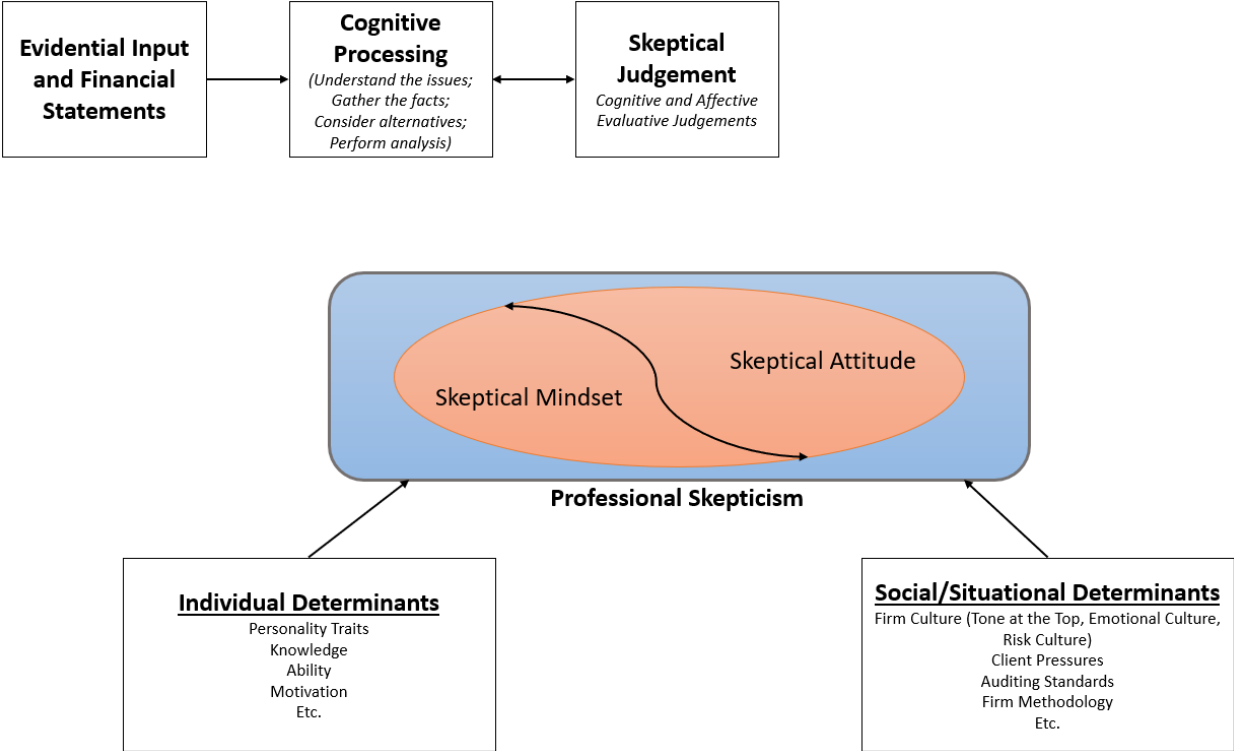 Evidential Input
and Financial
Statements
Cognitive
Processing
(Understand the issues;
Gather the facts;
Consider alternatives;
Perform analysis)
Skeptical
Judgement
Cognitive and Affective
Evaluative Judgements
Skeptical Attitude
Skeptical Mindset
Professional Skepticism
Individual Determinants
Personality Traits
Knowledge
Ability
Motivation
Etc.
Social/Situational Determinants
Firm Culture (Tone at the Top, Emotional Culture,
Risk Culture)
Client Pressures
Auditing Standards
Firm Methodology
Etc.